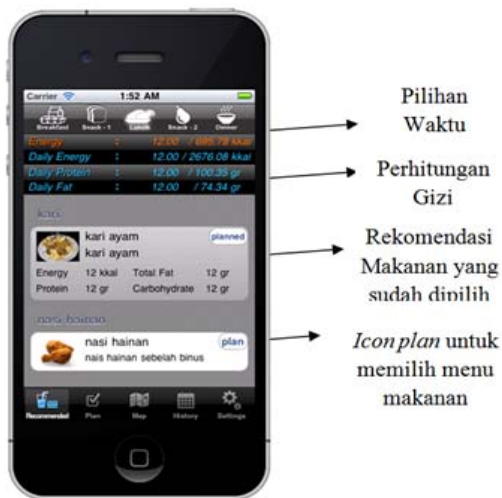 Carrier 1:52 AM
Breakfast Snack - 1 Lunch Snack - 2 Dinner
Energy : 12.00 / 695.78 kkal
Daily Energy : 12.00 / 2676.08 kkal
Daily Protein : 12.00 / 100.35 gr
Daily Fat : 12.00 / 74.34 gr
kari
kari ayam planned
kari ayam
Energy 12 kkal Total Fat 12 gr
Protein 12 gr Carbohydrate 12 gr
nasi hainan
nasi hainan plan
nais hainan sebelah binus
Recommended Plan Map History Settings
Pilihan
Waktu
Perhitungan
Gizi
Rekomendasi
Makanan yang
sudah dipilih
Icon plan untuk
memilih menu
makanan